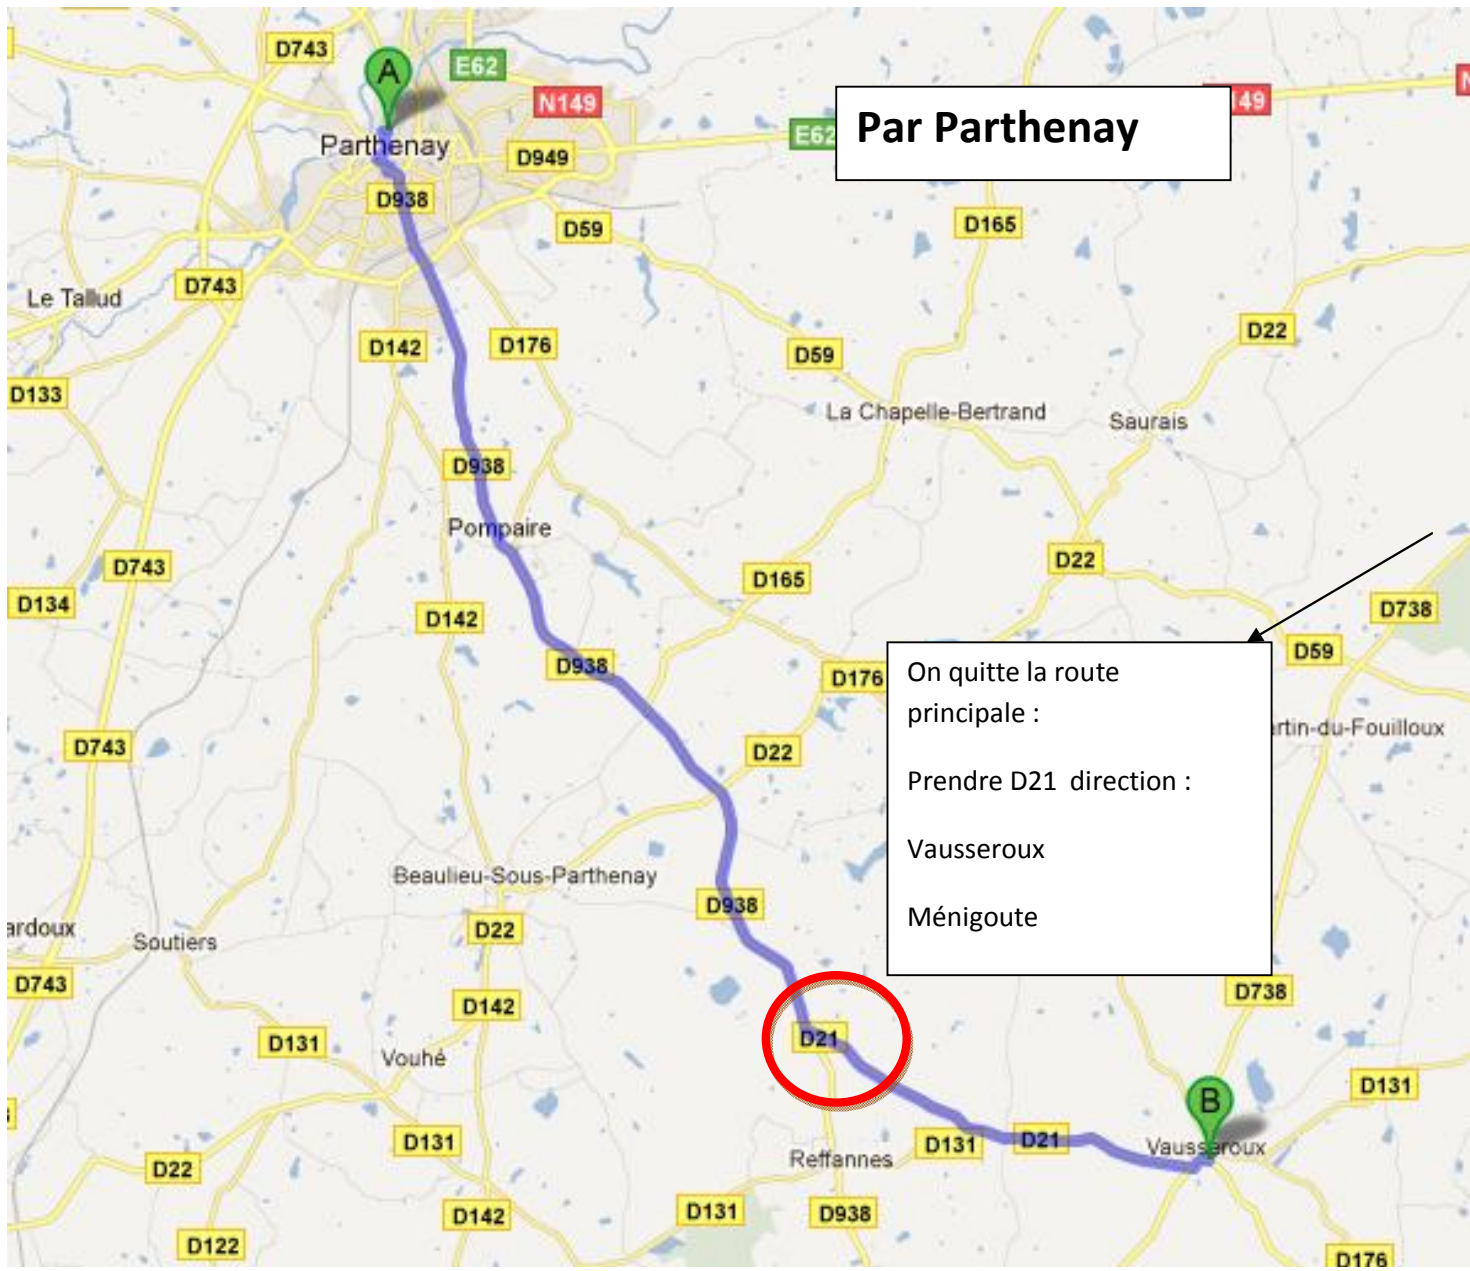 D743
A
E62
N149
149
N
Par Parthenay
E62
Parthenay
D949
D938
D59
D165
D743
Le Tallud
D22
D142
D176
D59
D133
La Chapelle-Bertrand
Saurais
D938
Pompaire
D743
D165
D22
D134
D142
D738
D938
D59
D176
On quitte la route
principale :
Prendre D21 direction :
Vausseroux
Ménigoute
rtin-du-Fouilloux
D743
D22
Beaulieu-Sous-Parthenay
D938
ardoux
Soutiers
D22
D743
D738
D142
D131
D21
Vouhé
D131
B
D131
D131
D21
Vausseroux
Reffannes
D22
D142
D131
D938
D122
D176